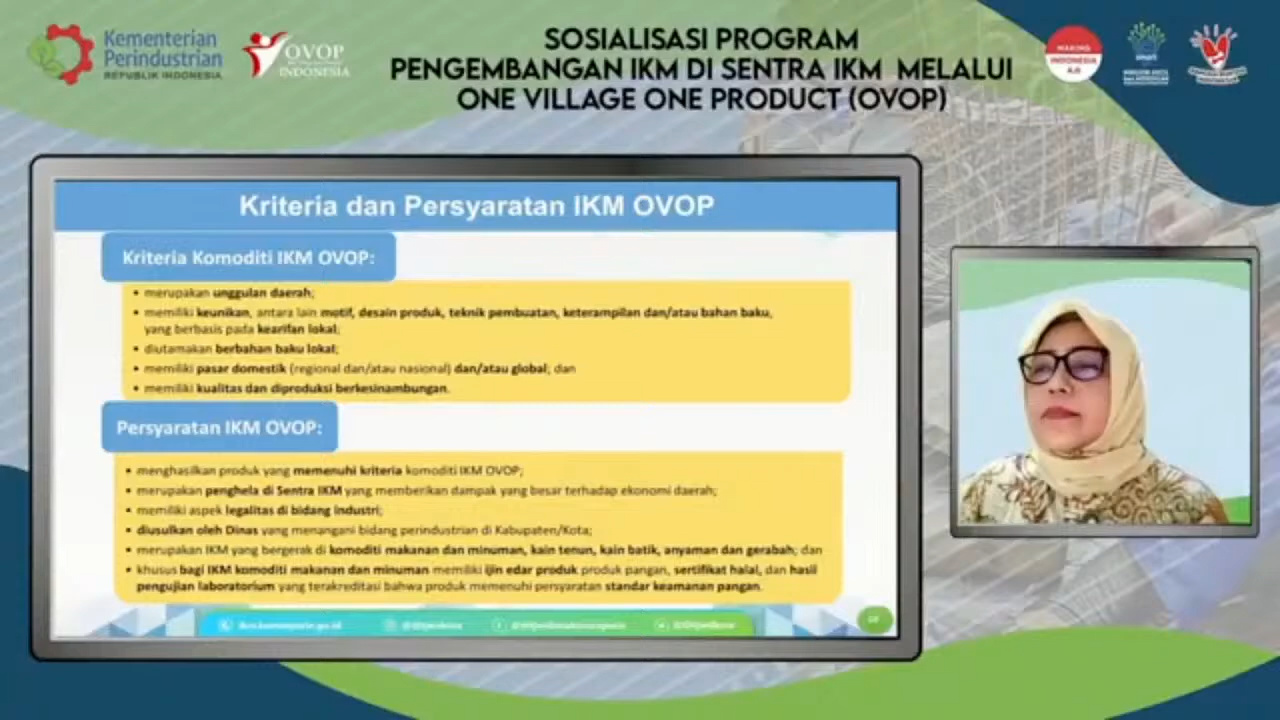 Kementerian
Perindustrian
REPUBLIK INDONESIA
OVOP
INDONESIA
SOSIALISASI PROGRAM
PENGEMBANGAN IKM DI SENTRA IKM MELALUI
ONE VILLAGE ONE PRODUCT (OVOP)
MAKING
INDONESIA
4.0
Kriteria dan Persyaratan IKM OVOP
Kriteria Komoditi IKM OVOP:
• merupakan unggulan daerah;
• memiliki keunikan, antara lain motif, desain produk, teknik pembuatan, keterampilan dan/atau bahan baku,
yang berbasis pada kearifan lokal;
• diutamakan berbahan baku lokal;
• memiliki pasar domestik (regional dan/atau nasional) dan/atau global; dan
• memiliki kualitas dan diproduksi berkesinambungan.
Persyaratan IKM OVOP:
• menghasilkan produk yang memenuhi kriteria komoditi IKM OVOP;
• merupakan penghela di Sentra IKM yang memberikan dampak yang besar terhadap ekonomi daerah;
• memiliki aspek legalitas di bidang industri;
• diusulkan oleh Dinas yang menangani bidang perindustrian di Kabupaten/Kota;
• merupakan IKM yang bergerak di komoditi makanan dan minuman, kain tenun, kain batik, anyaman dan gerabah; dan
• khusus bagi IKM komoditi makanan dan minuman memiliki ijin edar produk produk pangan, sertifikat halal, dan hasil
pengujian laboratorium yang terakreditasi bahwa produk memenuhi persyaratan standar keamanan pangan.